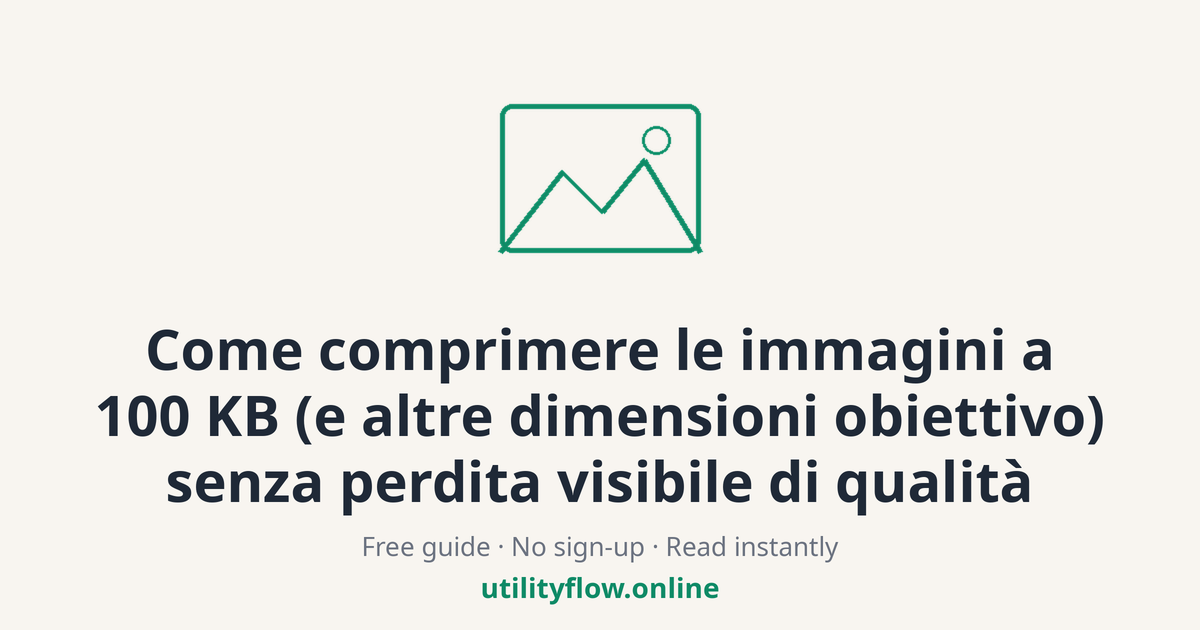 Come comprimere le immagini a
100 KB (e altre dimensioni obiettivo)
senza perdita visibile di qualità
Free guide · No sign-up · Read instantly
utilityflow.online